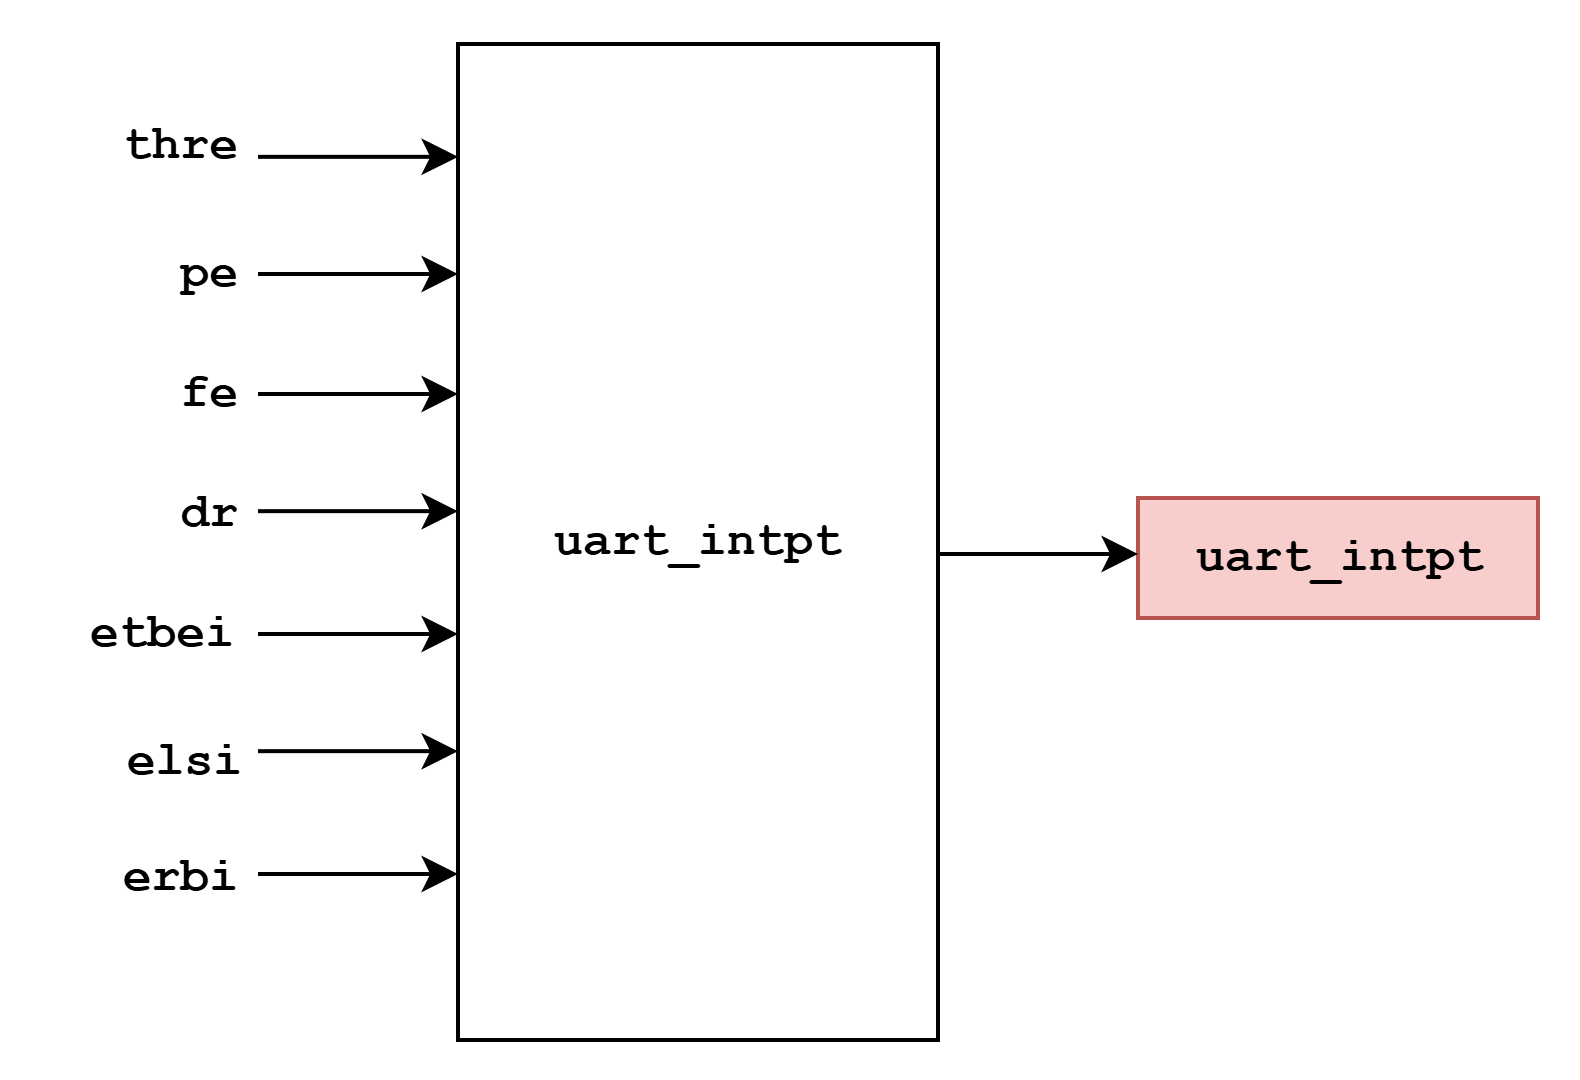 thre
pe
fe
dr
etbei
elsi
erbi
uart_intpt
uart_intpt